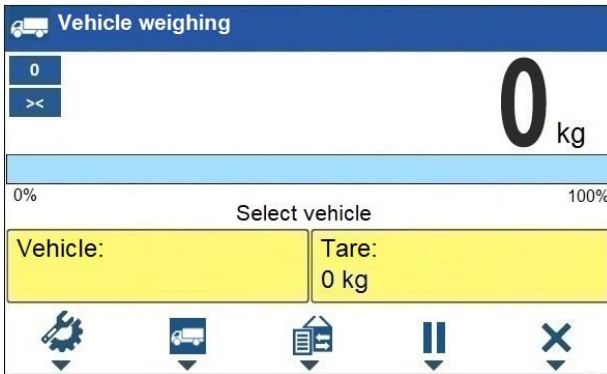 Vehicle weighing
0
><
0 kg
0% 100%
Select vehicle
Vehicle: Tare:
0 kg